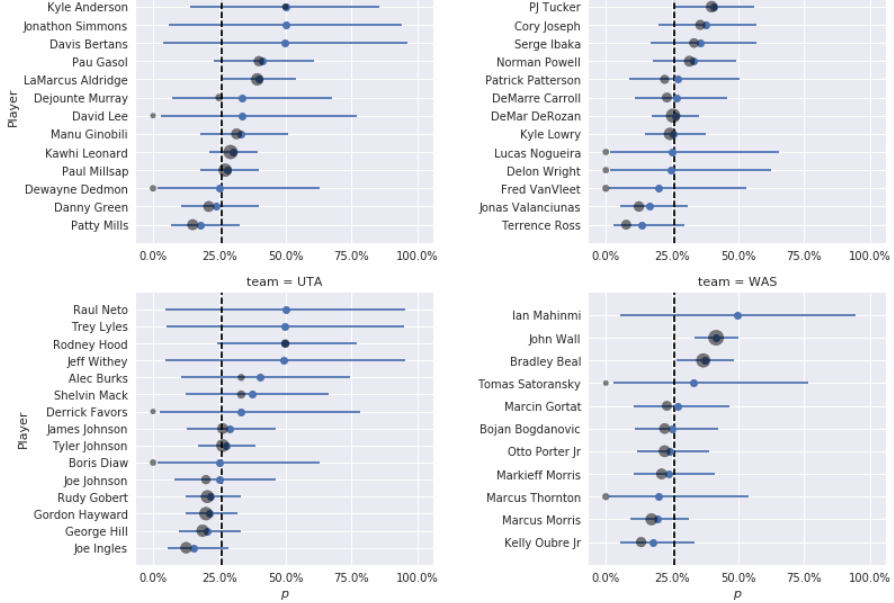 Kyle Anderson
Jonathon Simmons
Davis Bertans
Pau Gasol
LaMarcus Aldridge
Dejounte Murray
David Lee
Manu Ginobili
Kawhi Leonard
Paul Millsap
Dewayne Dedmon
Danny Green
Patty Mills
Player
0.0% 25.0% 50.0% 75.0% 100.0%
PJ Tucker
Cory Joseph
Serge Ibaka
Norman Powell
Patrick Patterson
DeMarre Carroll
DeMar DeRozan
Kyle Lowry
Lucas Nogueira
Delon Wright
Fred VanVleet
Jonas Valanciunas
Terrence Ross
0.0% 25.0% 50.0% 75.0% 100.0%
team = UTA
Raul Neto
Trey Lyles
Rodney Hood
Jeff Withey
Alec Burks
Shelvin Mack
Derrick Favors
James Johnson
Tyler Johnson
Boris Diaw
Joe Johnson
Rudy Gobert
Gordon Hayward
George Hill
Joe Ingles
Player
0.0% 25.0% 50.0% 75.0% 100.0%
p
team = WAS
Ian Mahinmi
John Wall
Bradley Beal
Tomas Satoransky
Marcin Gortat
Bojan Bogdanovic
Otto Porter Jr
Markieff Morris
Marcus Thornton
Marcus Morris
Kelly Oubre Jr
0.0% 25.0% 50.0% 75.0% 100.0%
p